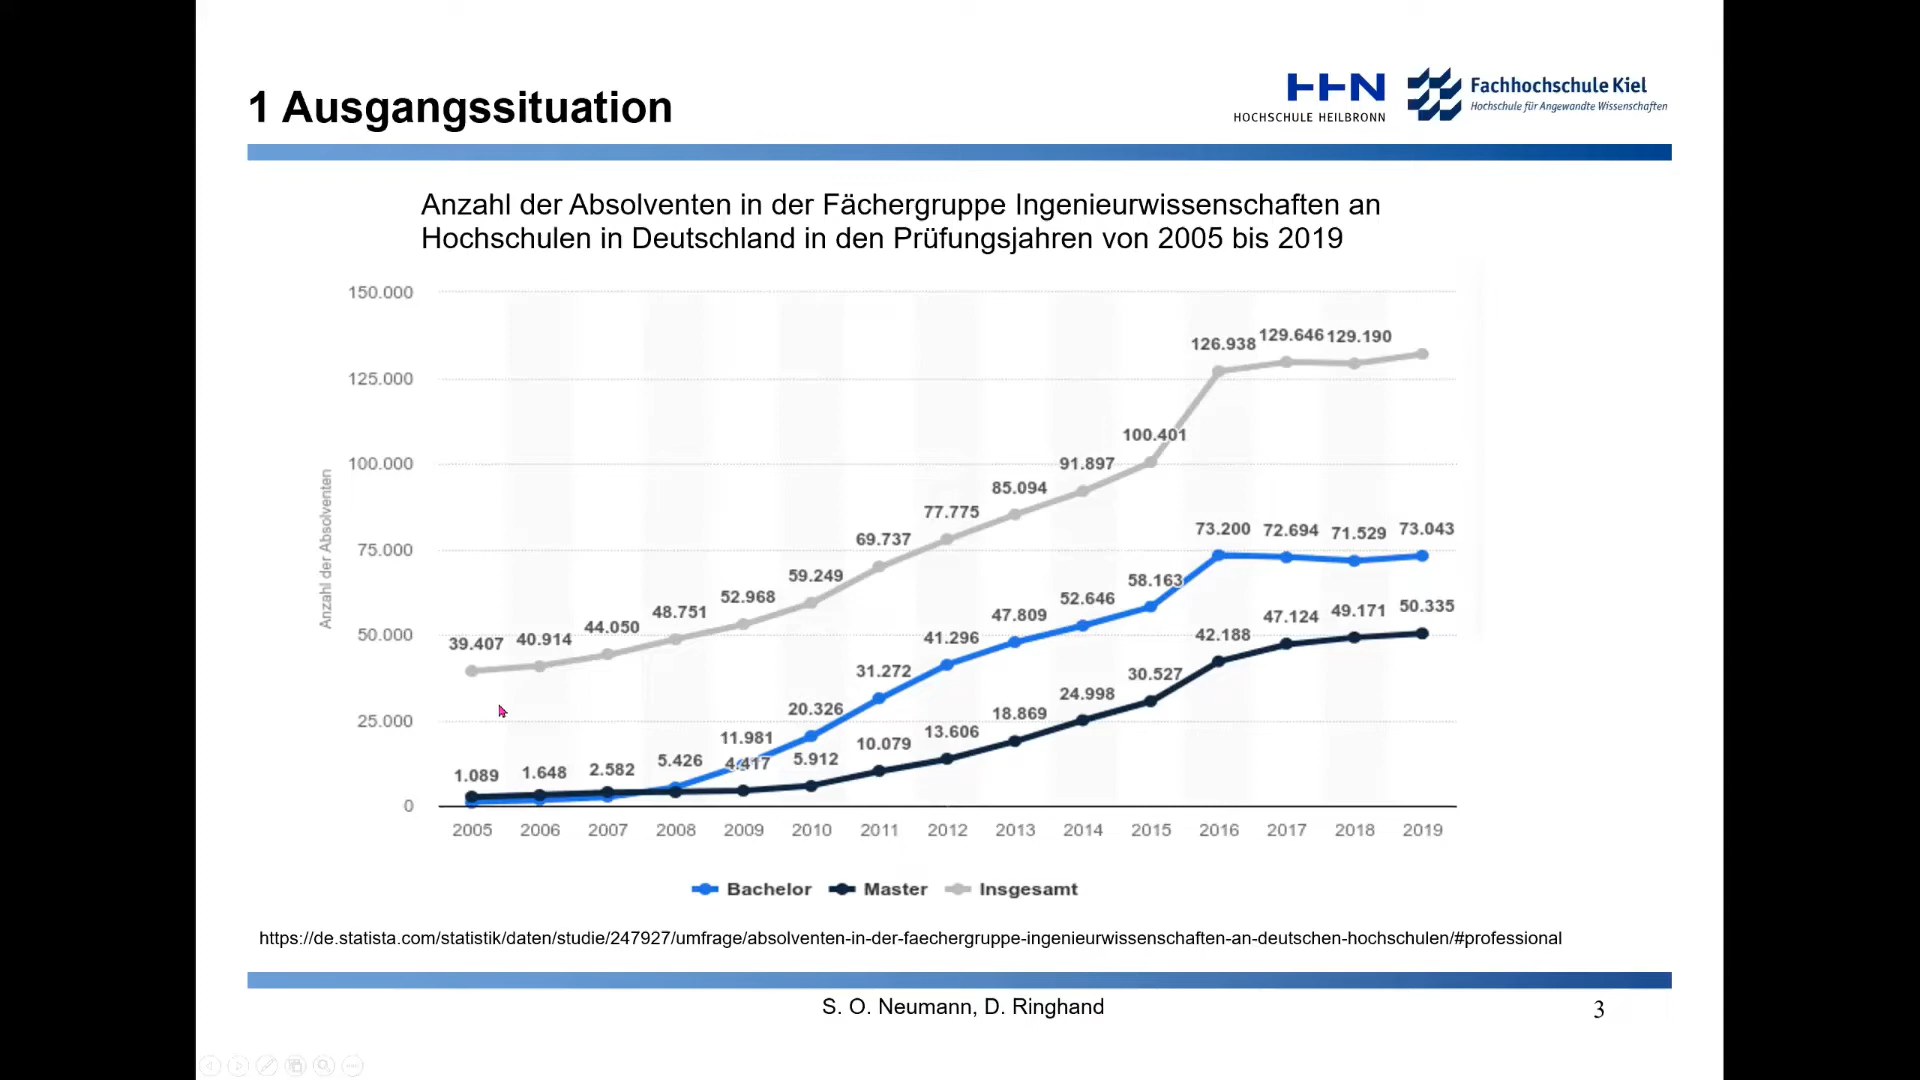 1 Ausgangssituation
HHN
HOCHSCHULE HEILBRONN
Fachhochschule Kiel
Hochschule für Angewandte Wissenschaften
Anzahl der Absolventen in der Fächergruppe Ingenieurwissenschaften an
Hochschulen in Deutschland in den Prüfungsjahren von 2005 bis 2019
Anzahl der Absolventen
150.000
125.000
100.000
75.000
50.000
25.000
0
39.407 40.914 44.050 48.751 52.968 59.249 69.737 77.775 85.094 91.897 100.401 126.938 129.646 129.190
1.089 1.648 2.582 5.426 11.981 20.326 31.272 41.296 47.809 52.646 58.163 73.200 72.694 71.529 73.043
4.417 5.912 10.079 13.606 18.869 24.998 30.527 42.188 47.124 49.171 50.335
2005 2006 2007 2008 2009 2010 2011 2012 2013 2014 2015 2016 2017 2018 2019
Bachelor Master Insgesamt
https://de.statista.com/statistik/daten/studie/247927/umfrage/absolventen-in-der-faechergruppe-ingenieurwissenschaften-an-deutschen-hochschulen/#professional
S. O. Neumann, D. Ringhand
3